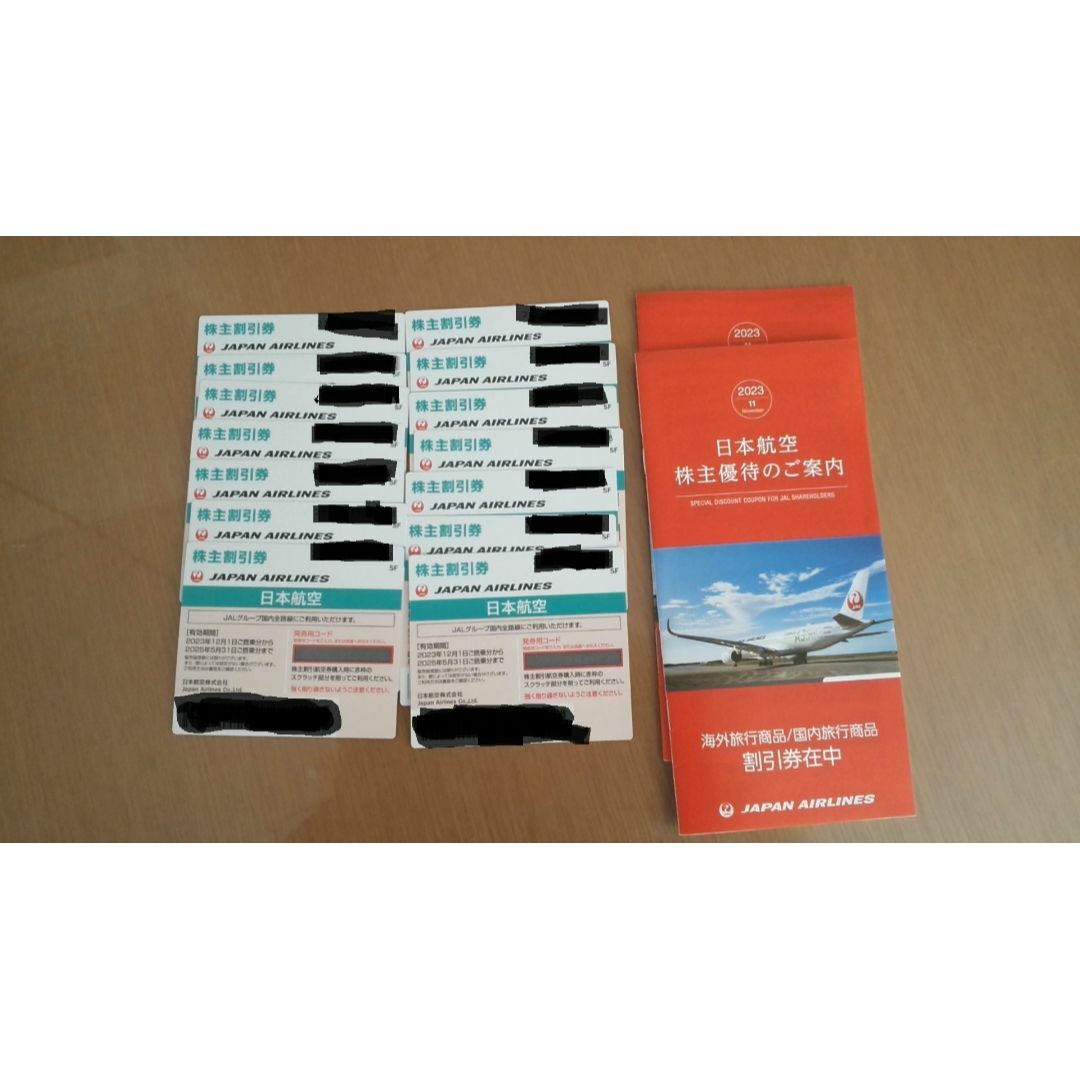 株主割引券
JAPAN AIRLINES
株主割引券
株主割引券
SF
JAPAN AIRLINES
株主割引券
JAPAN AIRLINES
株主割引券
JAPAN AIRLINES
株主割引券
SF
JAPAN AIRLINES
株主割引券
SF
JAPAN AIRLINES
日本航空
JALグループ国内全路線にご利用いただけます。
[有効期間]
2023年12月1日ご搭乗分から
2025年5月31日ご搭乗分まで
発券用コード
株主割引航空券購入時に赤枠の
スクラッチ部分を削ってご利用ください。
強く削り過ぎないようご注意ください。
日本航空株式会社
Japan Airlines Co.,Ltd.
株主割引券
JAPAN AIRLINES
株主割引券
SF
JAPAN AIRLINES
株主割引券
SF
JAPAN AIRLINES
株主割引券
JAPAN AIRLINES
株主割引券
SF
JAPAN AIRLINES
株主割引券
SF
JAPAN AIRLINES
株主割引券
SF
JAPAN AIRLINES
日本航空
JALグループ国内全路線にご利用いただけます。
[有効期間]
2023年12月1日ご搭乗分から
2025年5月31日ご搭乗分まで
発券用コード
株主割引航空券購入時に赤枠の
スクラッチ部分を削ってご利用ください。
強く削り過ぎないようご注意ください。
日本航空株式会社
Japan Airlines Co.,Ltd.
2023
2023
11
November
日本航空
株主優待のご案内
SPECIAL DISCOUNT COUPON FOR JAL SHAREHOLDERS
海外旅行商品/国内旅行商品
割引券在中
JAPAN AIRLINES